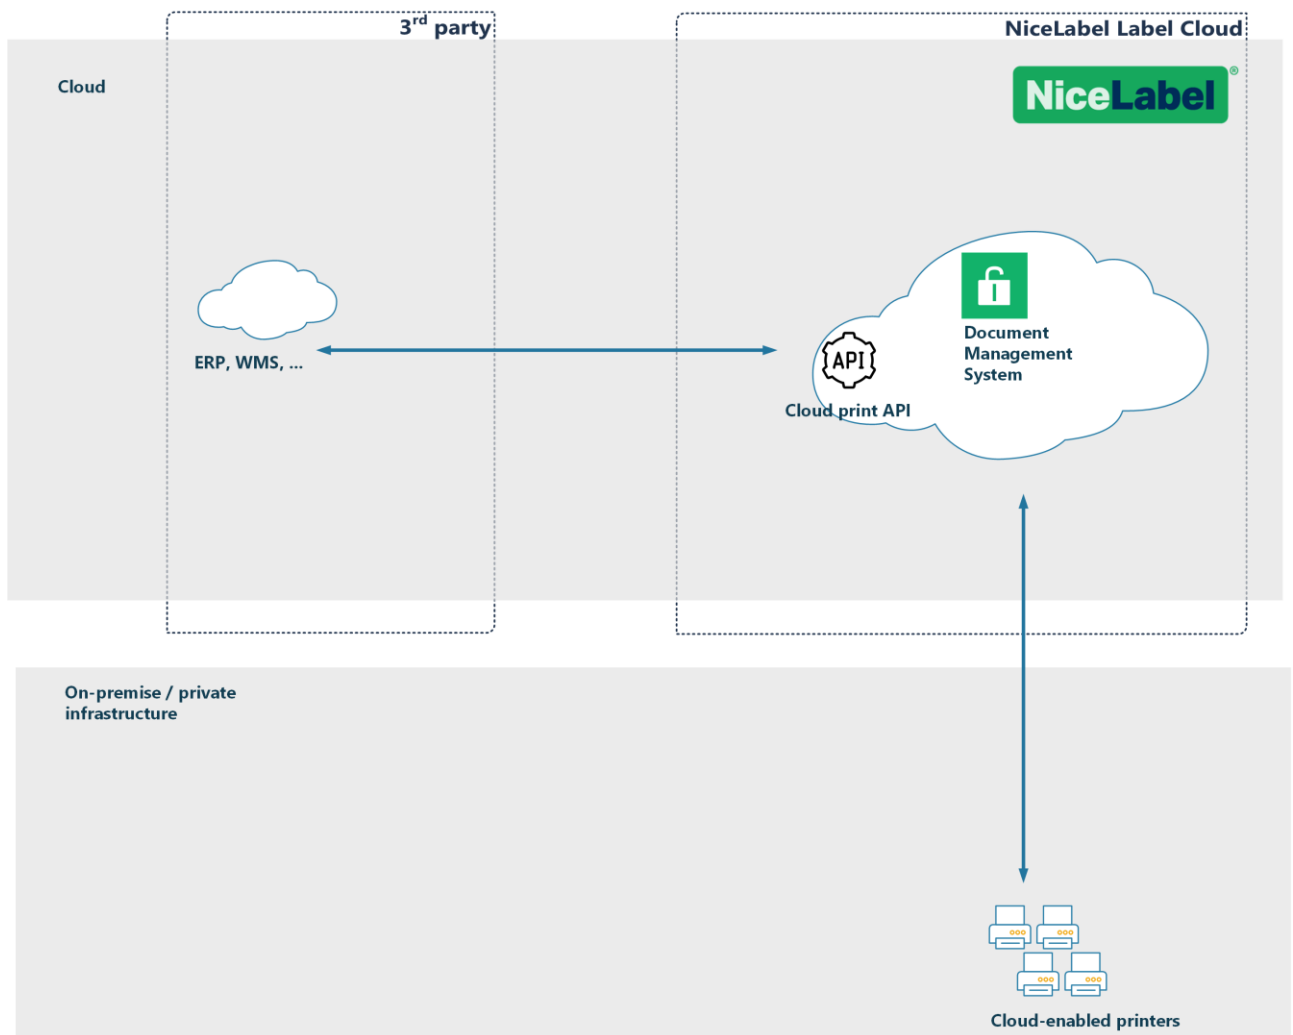 3rd party
NiceLabel Label Cloud
Cloud
NiceLabel®
ERP, WMS, ...
API
Cloud print API
Document
Management
System
On-premise / private
infrastructure
Cloud-enabled printers